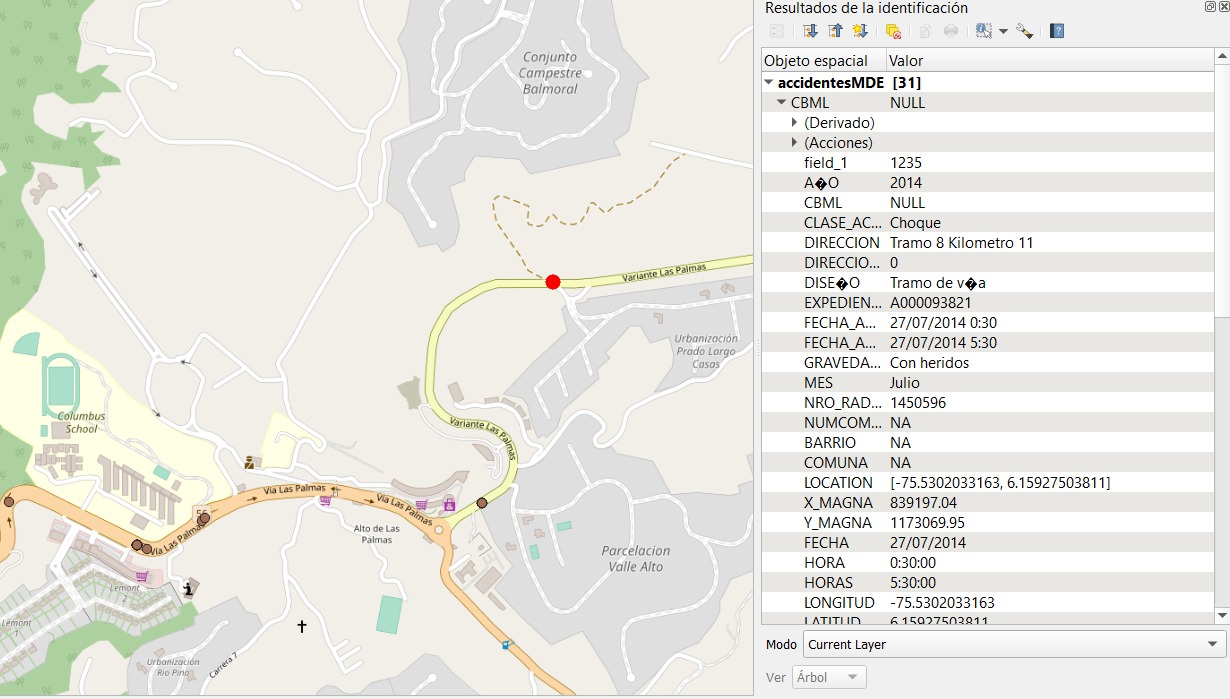 Conjunto
Campestre
Balmoral
Variante Las Palmas
Urbanización
Prado Largo
Casas
Columbus
School
Variante Las Palmas
Vía Las Palmas
Vía Las Palmas
56
Vía Las Palmas
Alto de Las
Palmas
Parcelacion
Valle Alto
Lemont
2
Lemont
1
Urbanización
Rio Pino
Carrera 7
Resultados de la identificación
Objeto espacial Valor
accidentesMDE [31]
CBML NULL
(Derivado)
(Acciones)
field_1 1235
A�O 2014
CBML NULL
CLASE_AC... Choque
DIRECCION Tramo 8 Kilometro 11
DIRECCIO... 0
DISE�O Tramo de v�a
EXPEDIEN... A000093821
FECHA_A... 27/07/2014 0:30
FECHA_A... 27/07/2014 5:30
GRAVEDA... Con heridos
MES Julio
NRO_RAD... 1450596
NUMCOM... NA
BARRIO NA
COMUNA NA
LOCATION [-75.5302033163, 6.15927503811]
X_MAGNA 839197.04
Y_MAGNA 1173069.95
FECHA 27/07/2014
HORA 0:30:00
HORAS 5:30:00
LONGITUD -75.5302033163
LATITUD 6.15927503811
Modo Current Layer
Ver Árbol